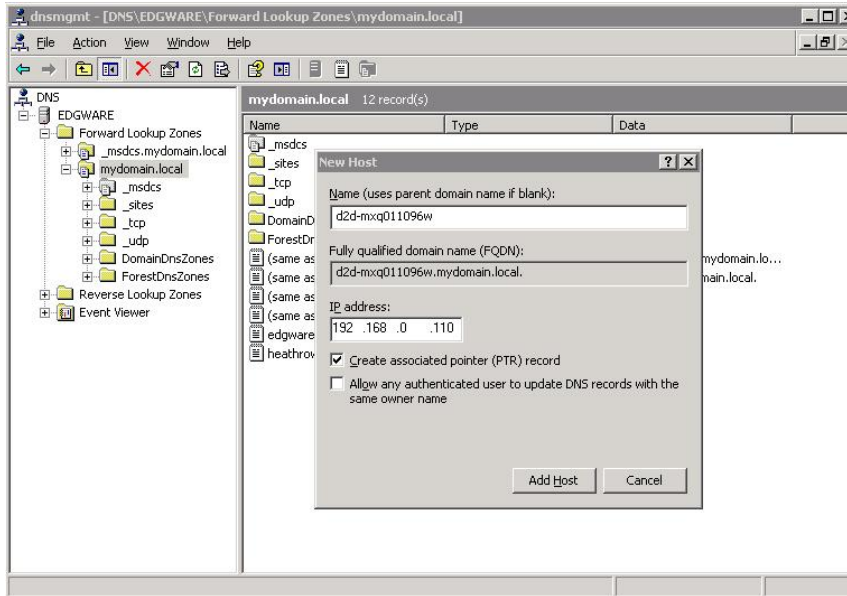 dnsmgmt - [DNS\EDGWARE\Forward Lookup Zones\mydomain.local]
File Action View Window Help
DNS
EDGWARE
Forward Lookup Zones
_msdcs.mydomain.local
mydomain.local
_msdcs
_sites
_tcp
_udp
DomainDnsZones
ForestDnsZones
Reverse Lookup Zones
Event Viewer
mydomain.local 12 record(s)
Name Type Data
_msdcs
_sites
_tcp
_udp
DomainD
ForestDr
(same as
mydomain.lo...
(same as
main.local.
(same as
(same as
edgware
heathrow
New Host
Name (uses parent domain name if blank):
d2d-mxq011096w
Fully qualified domain name (FQDN):
d2d-mxq011096w.mydomain.local.
IP address:
192 .168 .0 .110
Create associated pointer (PTR) record
Allow any authenticated user to update DNS records with the
same owner name
Add Host Cancel